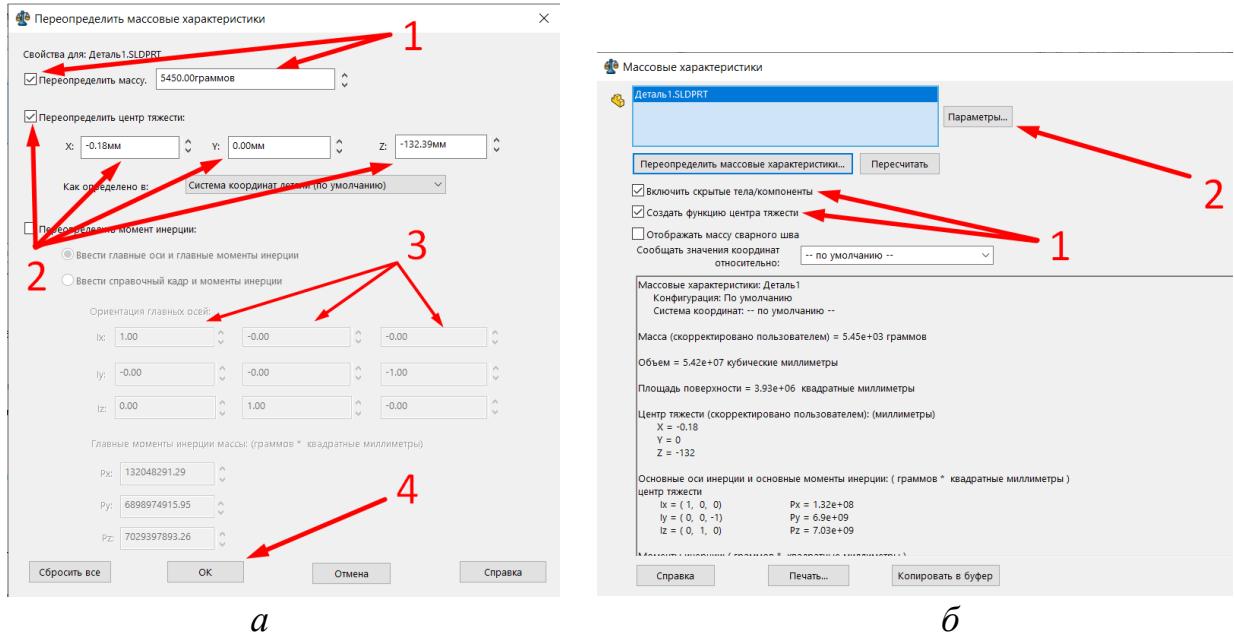 Переопределить массовые характеристики
1
Свойства для: Деталь1.SLDPRT
Переопределить массу. 5450.00граммов
Переопределить центр тяжести:
X: -0.18мм Y: 0.00мм Z: -132.39мм
Как определено в: Система координат детали (по умолчанию)
Переопределить момент инерции:
2
3
Ввести главные оси и главные моменты инерции
Ввести справочный кадр и моменты инерции
Ориентация главных осей:
Ix: 1.00 -0.00 -0.00
Iy: -0.00 -0.00 -1.00
Iz: 0.00 1.00 -0.00
Главные моменты инерции массы: (граммов * квадратные миллиметры)
Px: 132048291.29
Py: 6898974915.95
Pz: 7029397893.26
4
Сбросить все ОК Отмена Справка
а
Массовые характеристики
Деталь1.SLDPRT
Параметры...
Переопределить массовые характеристики... Пересчитать
Включить скрытые тела/компоненты
2
Создать функцию центра тяжести
Отображать массу сварного шва
1
Сообщать значения координат
относительно: -- по умолчанию --
Массовые характеристики: Деталь1
Конфигурация: По умолчанию
Система координат: -- по умолчанию --
Масса (скорректировано пользователем) = 5.45e+03 граммов
Объем = 5.42e+07 кубические миллиметры
Площадь поверхности = 3.93e+06 квадратные миллиметры
Центр тяжести (скорректировано пользователем): (миллиметры)
X = -0.18
Y = 0
Z = -132
Основные оси инерции и основные моменты инерции: ( граммов * квадратные миллиметры )
центр тяжести
Ix = ( 1, 0, 0) Px = 1.32e+08
Iy = ( 0, 0, -1) Py = 6.9e+09
Iz = ( 0, 1, 0) Pz = 7.03e+09
Моменты инерции: ( граммов * квадратные миллиметры )
Справка Печать... Копировать в буфер
б